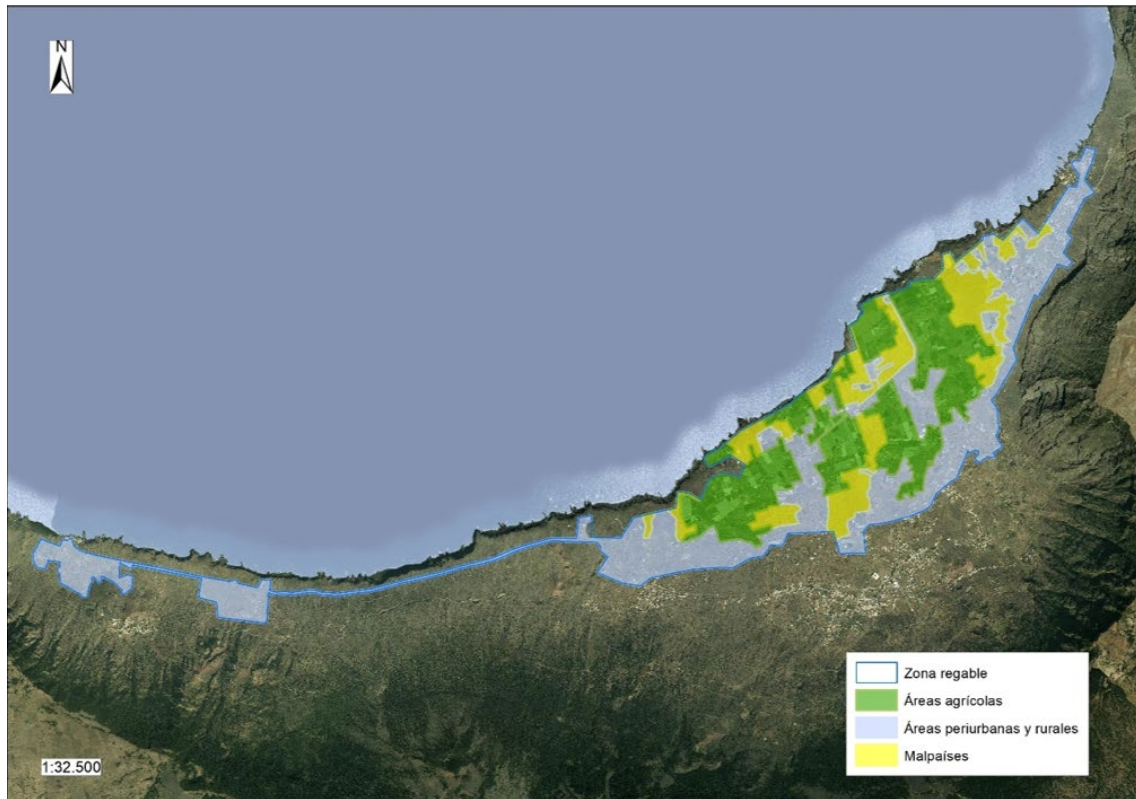 N
Zona regable
Áreas agrícolas
Áreas periurbanas y rurales
Malpaíses
1:32.500